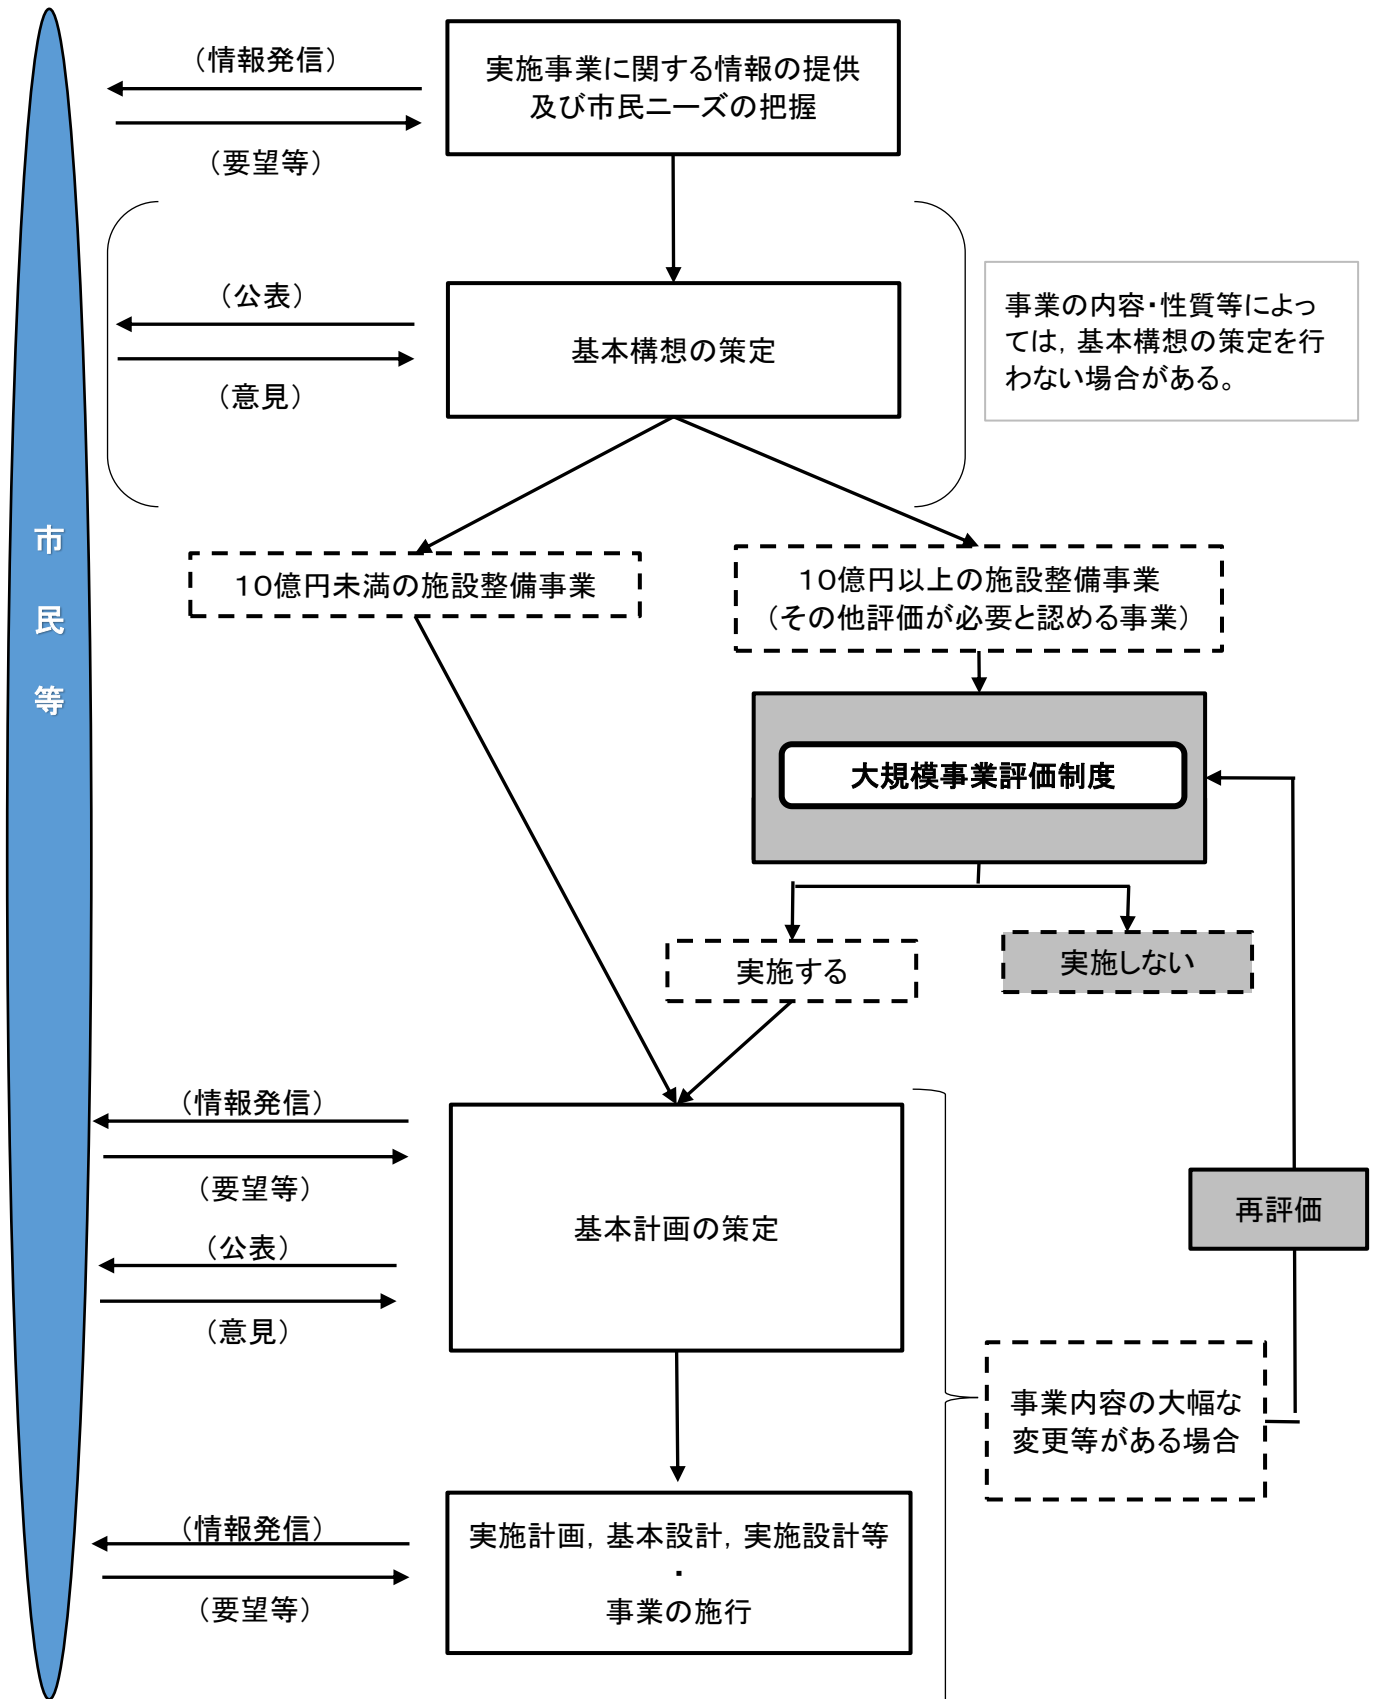 （情報発信）
実施事業に関する情報の提供
及び市民ニーズの把握
（要望等）
（公表）
基本構想の策定
（意見）
事業の内容・性質等によっ
ては，基本構想の策定を行
わない場合がある。
市
民
等
１０億円未満の施設整備事業
１０億円以上の施設整備事業
（その他評価が必要と認める事業）
大規模事業評価制度
実施する
実施しない
（情報発信）
（要望等）
基本計画の策定
（公表）
（意見）
再評価
事業内容の大幅な
変更等がある場合
（情報発信）
（要望等）
実施計画，基本設計，実施設計等
・
事業の施行